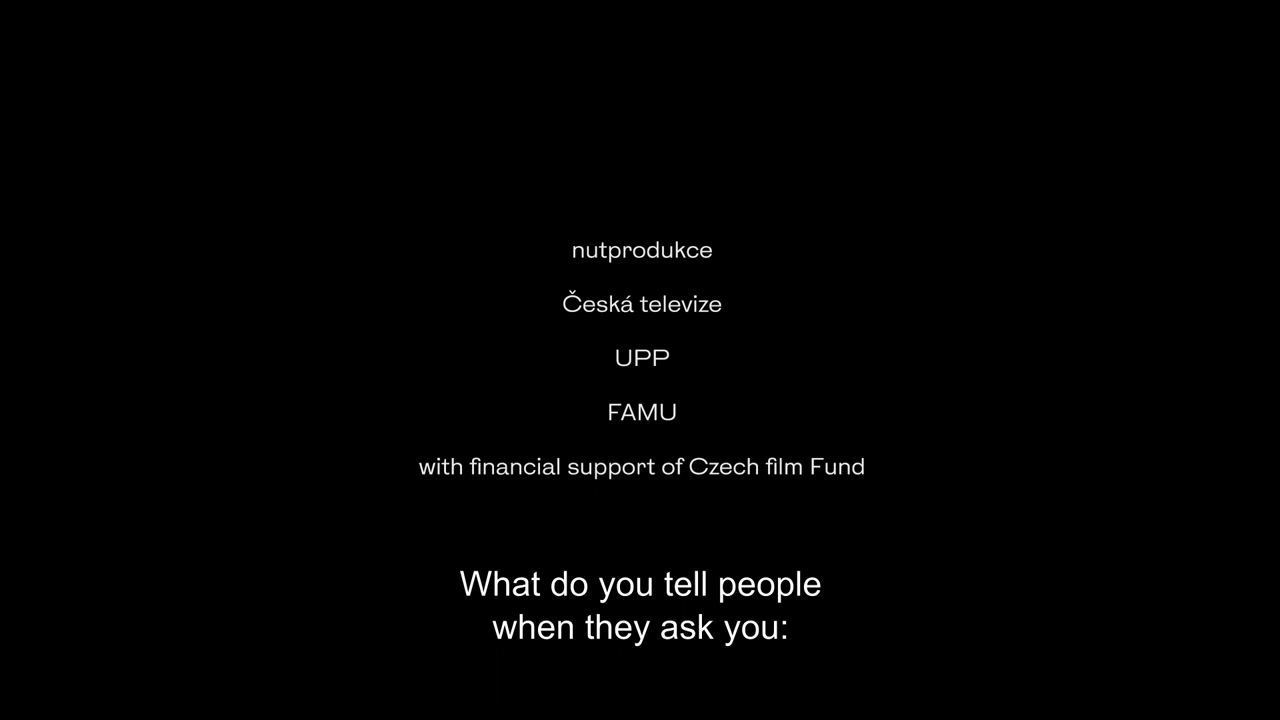 nutprodukce
Česká televize
UPP
FAMU
with financial support of Czech film Fund
What do you tell people
when they ask you: